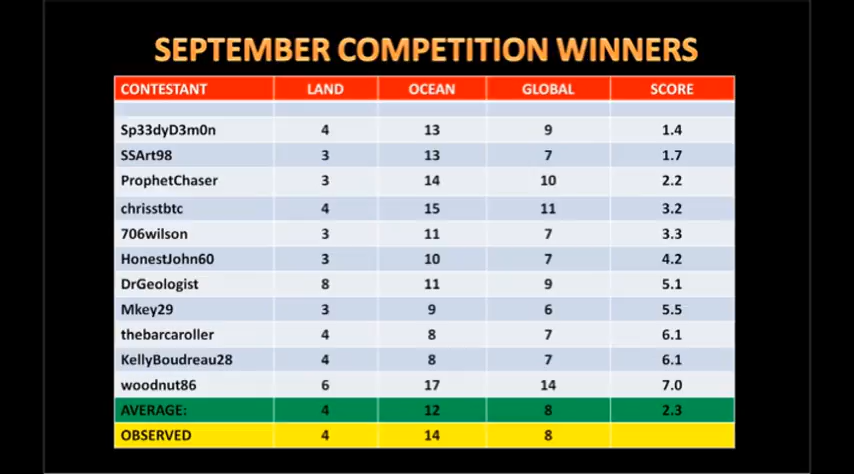 SEPTEMBER COMPETITION WINNERS
CONTESTANT LAND OCEAN GLOBAL SCORE
Sp33dyD3m0n 4 13 9 1.4
SSArt98 3 13 7 1.7
ProphetChaser 3 14 10 2.2
chrisstbtc 4 15 11 3.2
706wilson 3 11 7 3.3
HonestJohn60 3 10 7 4.2
DrGeologist 8 11 9 5.1
Mkey29 3 9 6 5.5
thebarcaroller 4 8 7 6.1
KellyBoudreau28 4 8 7 6.1
woodnut86 6 17 14 7.0
AVERAGE: 4 12 8 2.3
OBSERVED 4 14 8